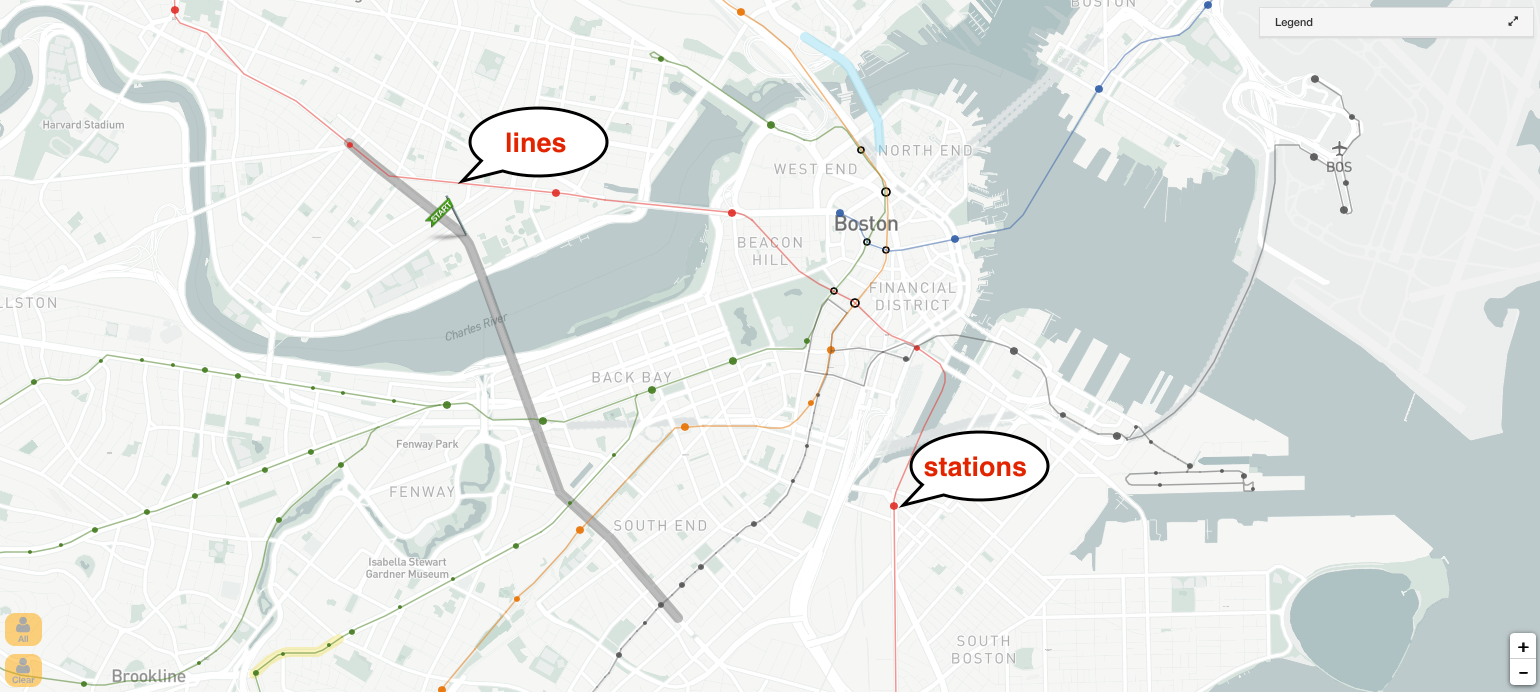 BOSTON
Legend
Harvard Stadium
lines
NORTH END
WEST END
BOS
START
Boston
BEACON
HILL
LLSTON
FINANCIAL
DISTRICT
Charles River
BACK BAY
Fenway Park
stations
FENWAY
SOUTH END
Isabella Stewart
Gardner Museum
All
SOUTH
BOSTON
Clear
Brookline
+
−